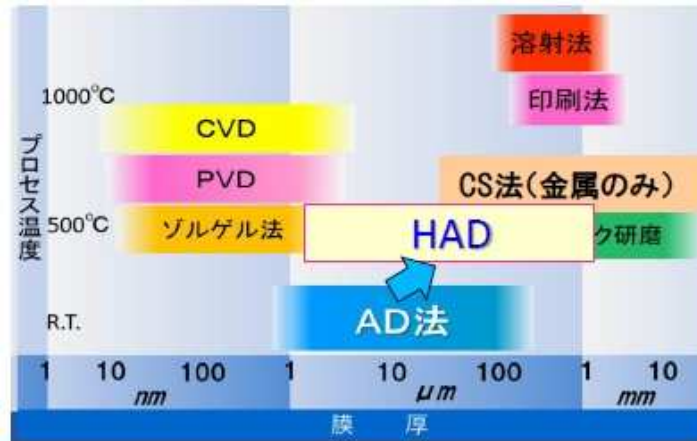 溶射法
1000℃
印刷法
CVD
プロセス温度
PVD
CS法(金属のみ)
500℃
ゾルゲル法
HAD
ク研磨
R.T.
AD法
1 10 100 1 10 100 1 10
nm μm mm
膜 厚